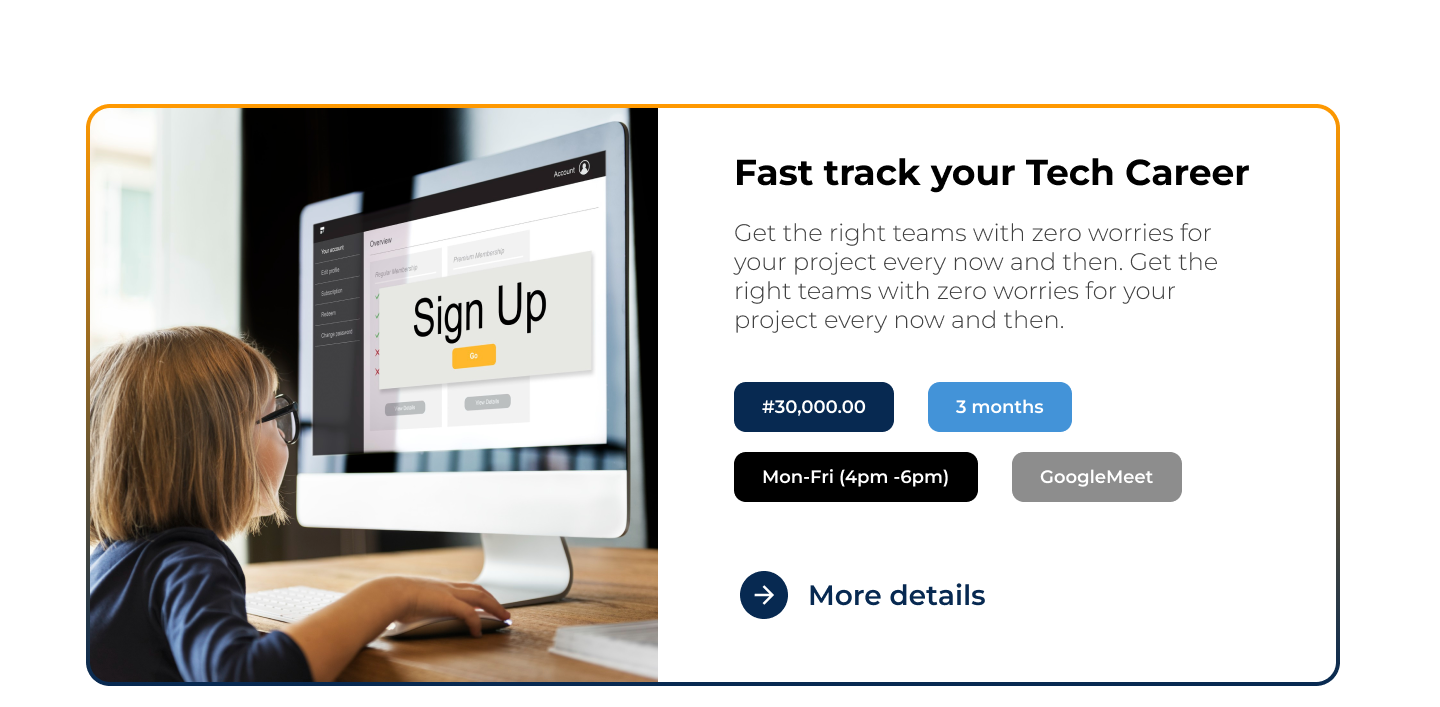 Account
Your account
Edit profile
Subscription
Redeem
Change password
Overview
Regular Membership
Premium Membership
Sign Up
Go
View Details
View Details
Fast track your Tech Career
Get the right teams with zero worries for
your project every now and then. Get the
right teams with zero worries for your
project every now and then.
#30,000.00
3 months
Mon-Fri (4pm -6pm)
GoogleMeet
More details